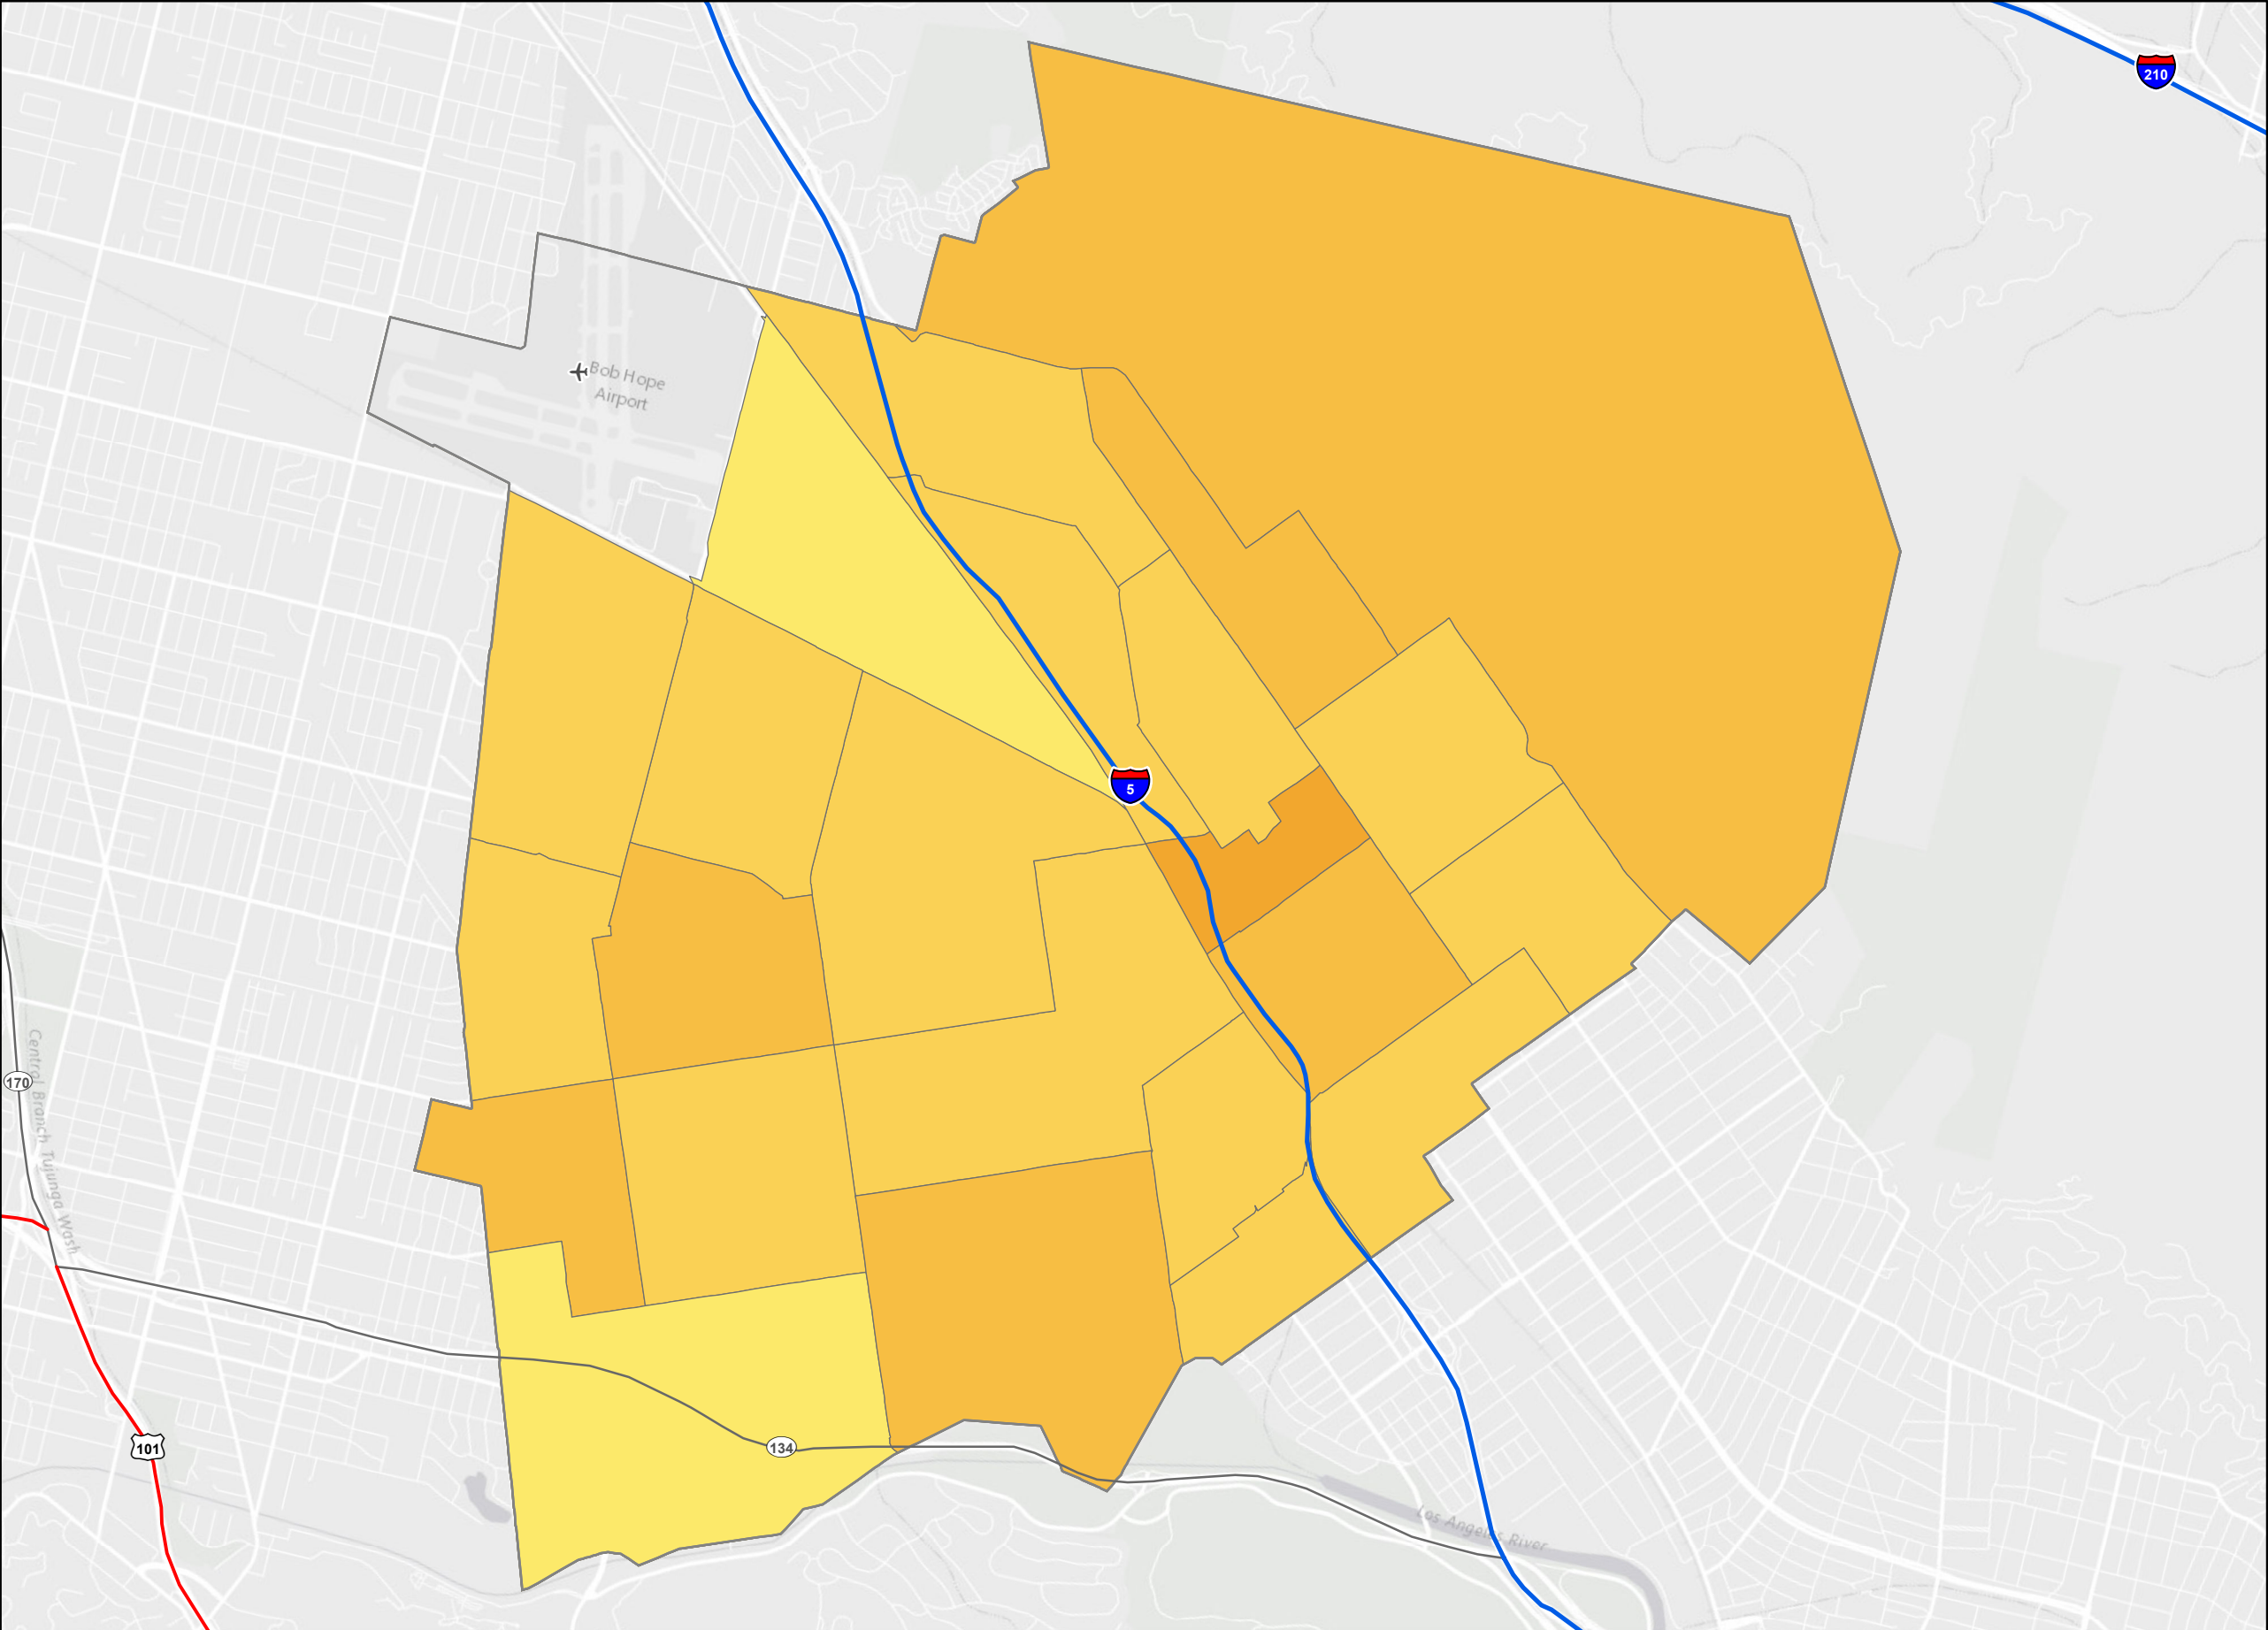 210
Bob Hope
Airport
5
170
Central Branch Tujunga Wash
101
134
Los Angeles River